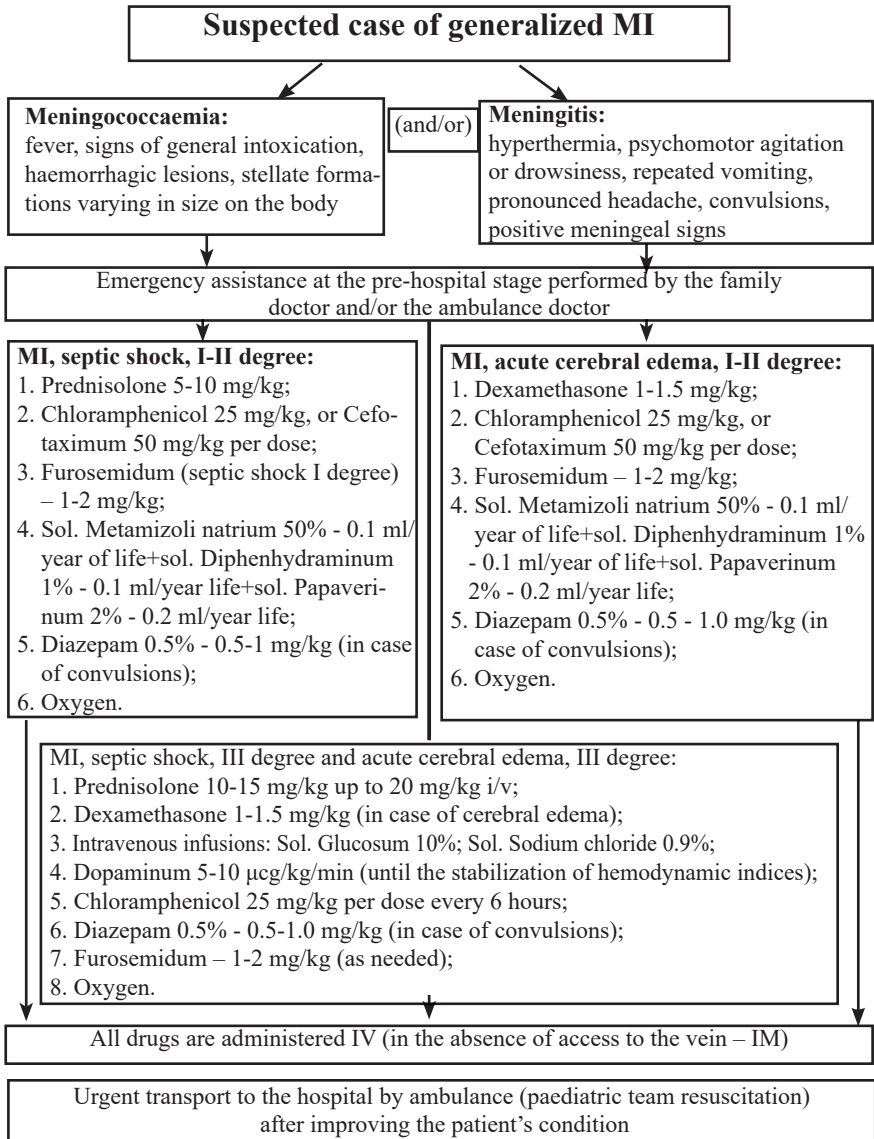 Suspected case of generalized MI
Meningococcaemia:
fever, signs of general intoxication,
haemorrhagic lesions, stellate forma-
tions varying in size on the body
(and/or)
Meningitis:
hyperthermia, psychomotor agitation
or drowsiness, repeated vomiting,
pronounced headache, convulsions,
positive meningeal signs
Emergency assistance at the pre-hospital stage performed by the family
doctor and/or the ambulance doctor
MI, septic shock, I-II degree:
1. Prednisolone 5-10 mg/kg;
2. Chloramphenicol 25 mg/kg, or Cefo-
taximum 50 mg/kg per dose;
3. Furosemidum (septic shock I degree)
– 1-2 mg/kg;
4. Sol. Metamizoli natrium 50% - 0.1 ml/
year of life+sol. Diphenhydraminum
1% - 0.1 ml/year life+sol. Papaveri-
num 2% - 0.2 ml/year life;
5. Diazepam 0.5% - 0.5-1 mg/kg (in case
of convulsions);
6. Oxygen.
MI, acute cerebral edema, I-II degree:
1. Dexamethasone 1-1.5 mg/kg;
2. Chloramphenicol 25 mg/kg, or
Cefotaximum 50 mg/kg per dose;
3. Furosemidum – 1-2 mg/kg;
4. Sol. Metamizoli natrium 50% - 0.1 ml/
year of life+sol. Diphenhydraminum 1%
- 0.1 ml/year of life+sol. Papaverinum
2% - 0.2 ml/year life;
5. Diazepam 0.5% - 0.5 - 1.0 mg/kg (in
case of convulsions);
6. Oxygen.
MI, septic shock, III degree and acute cerebral edema, III degree:
1. Prednisolone 10-15 mg/kg up to 20 mg/kg i/v;
2. Dexamethasone 1-1.5 mg/kg (in case of cerebral edema);
3. Intravenous infusions: Sol. Glucosum 10%; Sol. Sodium chloride 0.9%;
4. Dopaminum 5-10 µcg/kg/min (until the stabilization of hemodynamic indices);
5. Chloramphenicol 25 mg/kg per dose every 6 hours;
6. Diazepam 0.5% - 0.5-1.0 mg/kg (in case of convulsions);
7. Furosemidum – 1-2 mg/kg (as needed);
8. Oxygen.
All drugs are administered IV (in the absence of access to the vein – IM)
Urgent transport to the hospital by ambulance (paediatric team resuscitation)
after improving the patient's condition